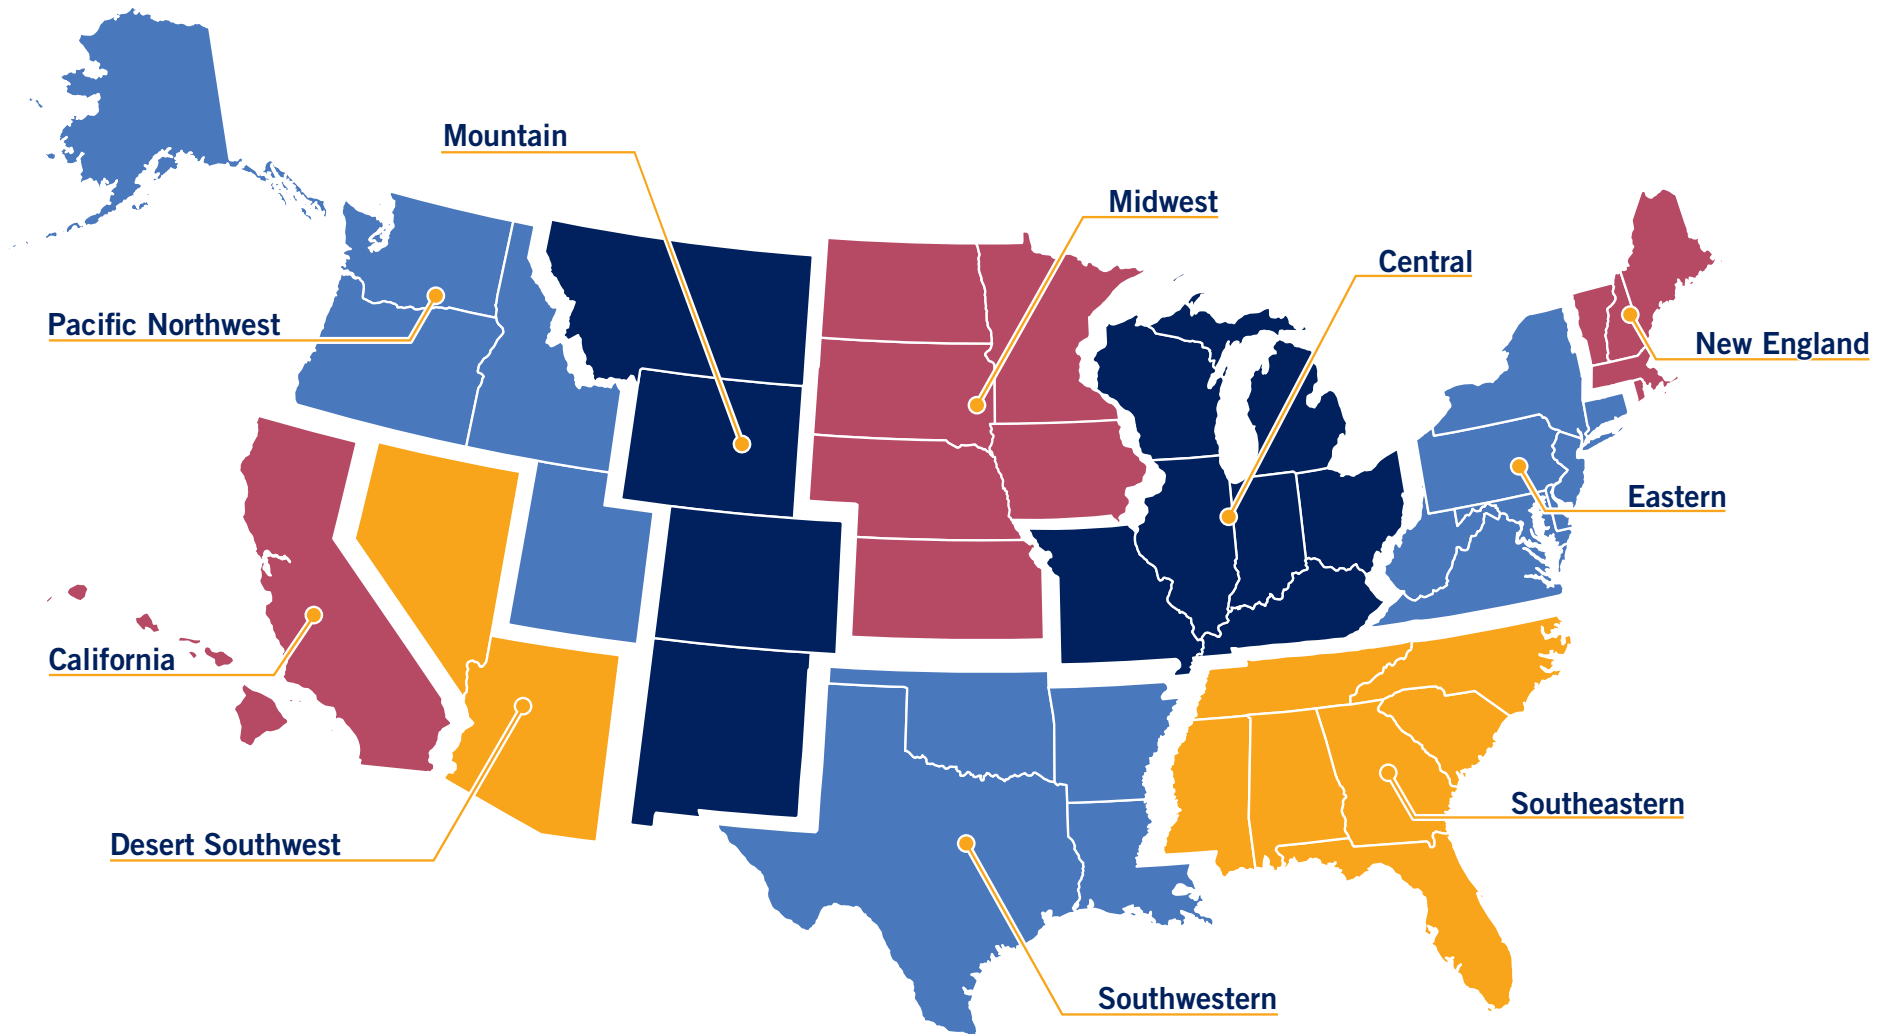 Mountain
Midwest
Central
Pacific Northwest
New England
Eastern
California
Southeastern
Desert Southwest
Southwestern